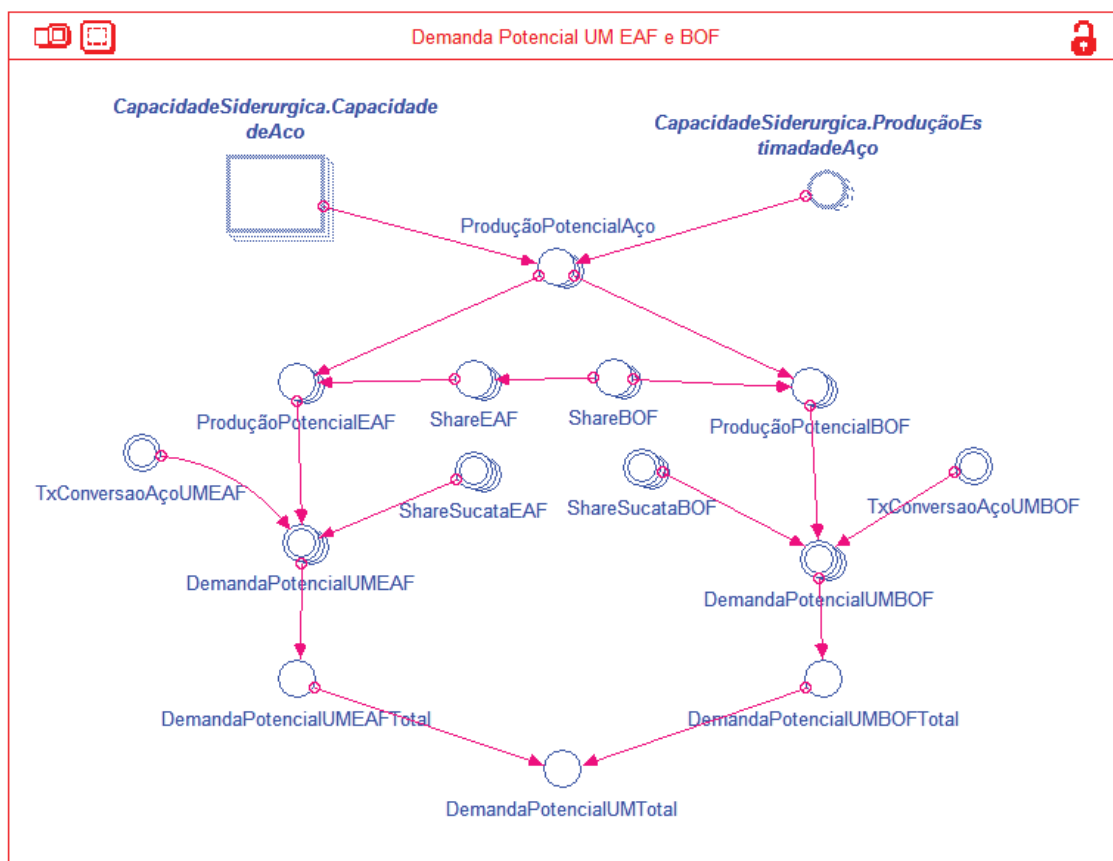 Demanda Potencial UM EAF e BOF
CapacidadeSiderurgica.Capacidade
deAco
CapacidadeSiderurgica.ProduçãoEs
timadadeAço
ProduçãoPotencialAço
ProduçãoPotencialEAF
ShareEAF
ShareBOF
ProduçãoPotencialBOF
TxConversaoAçoUMEAF
ShareSucataEAF
ShareSucataBOF
TxConversaoAçoUMBOF
DemandaPotencialUMEAF
DemandaPotencialUMBOF
DemandaPotencialUMEAFTotal
DemandaPotencialUMBOFTotal
DemandaPotencialUMTotal